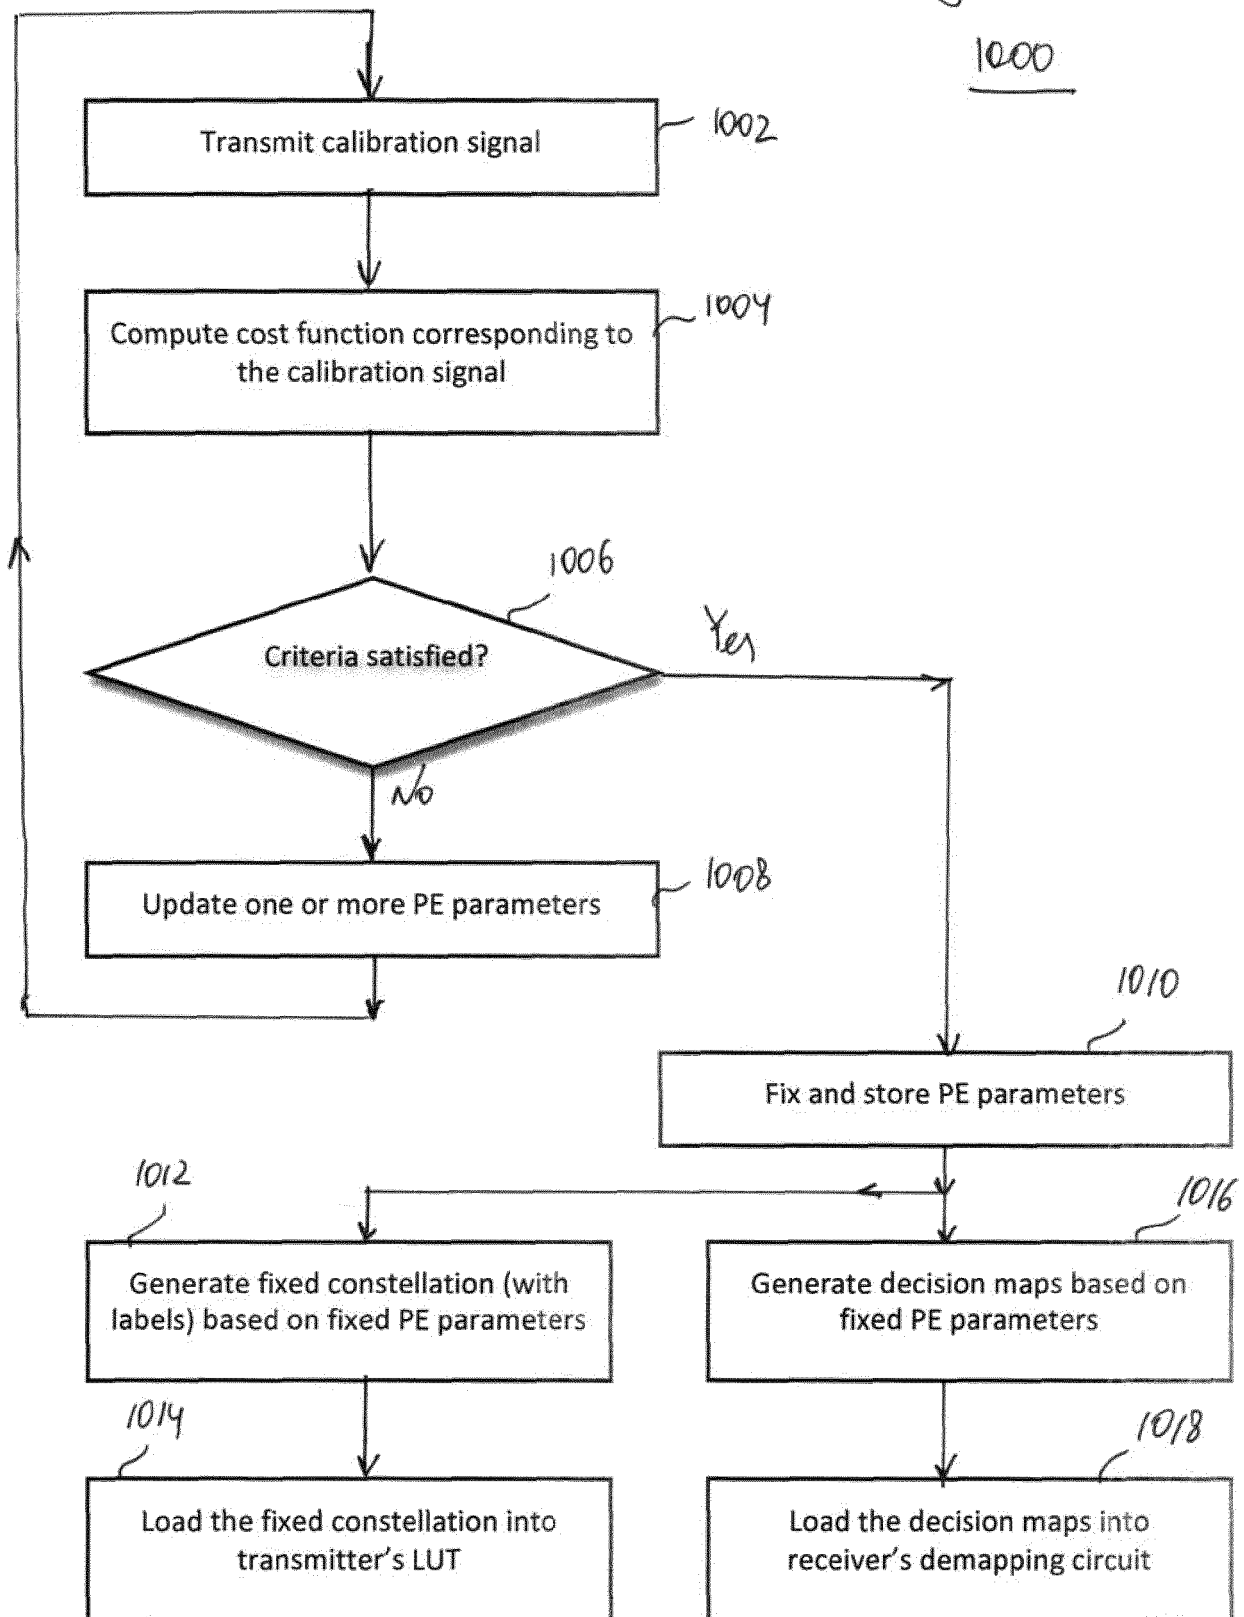 1000
Transmit calibration signal
1002
Compute cost function corresponding to
the calibration signal
1004
1006
Criteria satisfied?
Yes
No
Update one or more PE parameters
1008
1010
Fix and store PE parameters
1012
1016
Generate fixed constellation (with
labels) based on fixed PE parameters
Generate decision maps based on
fixed PE parameters
1014
1018
Load the fixed constellation into
transmitter's LUT
Load the decision maps into
receiver's demapping circuit